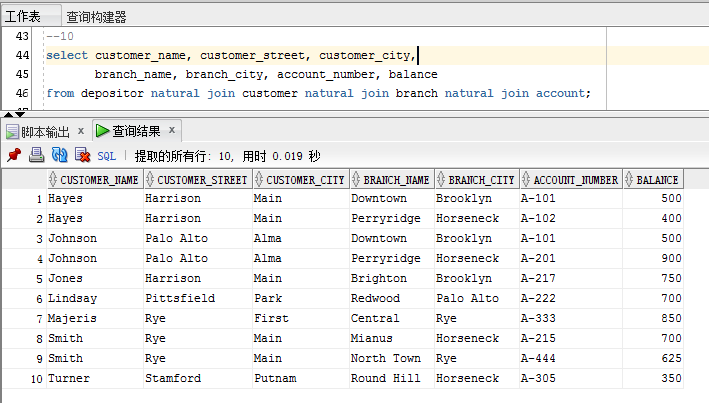 工作表 查询构建器
43 --10
44 select customer_name, customer_street, customer_city,
45 branch_name, branch_city, account_number, balance
46 from depositor natural join customer natural join branch natural join account;
脚本输出 x 查询结果 x
SQL | 提取的所有行: 10, 用时 0.019 秒
CUSTOMER_NAME CUSTOMER_STREET CUSTOMER_CITY BRANCH_NAME BRANCH_CITY ACCOUNT_NUMBER BALANCE
1 Hayes Harrison Main Downtown Brooklyn A-101 500
2 Hayes Harrison Main Perryridge Horseneck A-102 400
3 Johnson Palo Alto Alma Downtown Brooklyn A-101 500
4 Johnson Palo Alto Alma Perryridge Horseneck A-201 900
5 Jones Harrison Main Brighton Brooklyn A-217 750
6 Lindsay Pittsfield Park Redwood Palo Alto A-222 700
7 Majeris Rye First Central Rye A-333 850
8 Smith Rye Main Mianus Horseneck A-215 700
9 Smith Rye Main North Town Rye A-444 625
10 Turner Stamford Putnam Round Hill Horseneck A-305 350